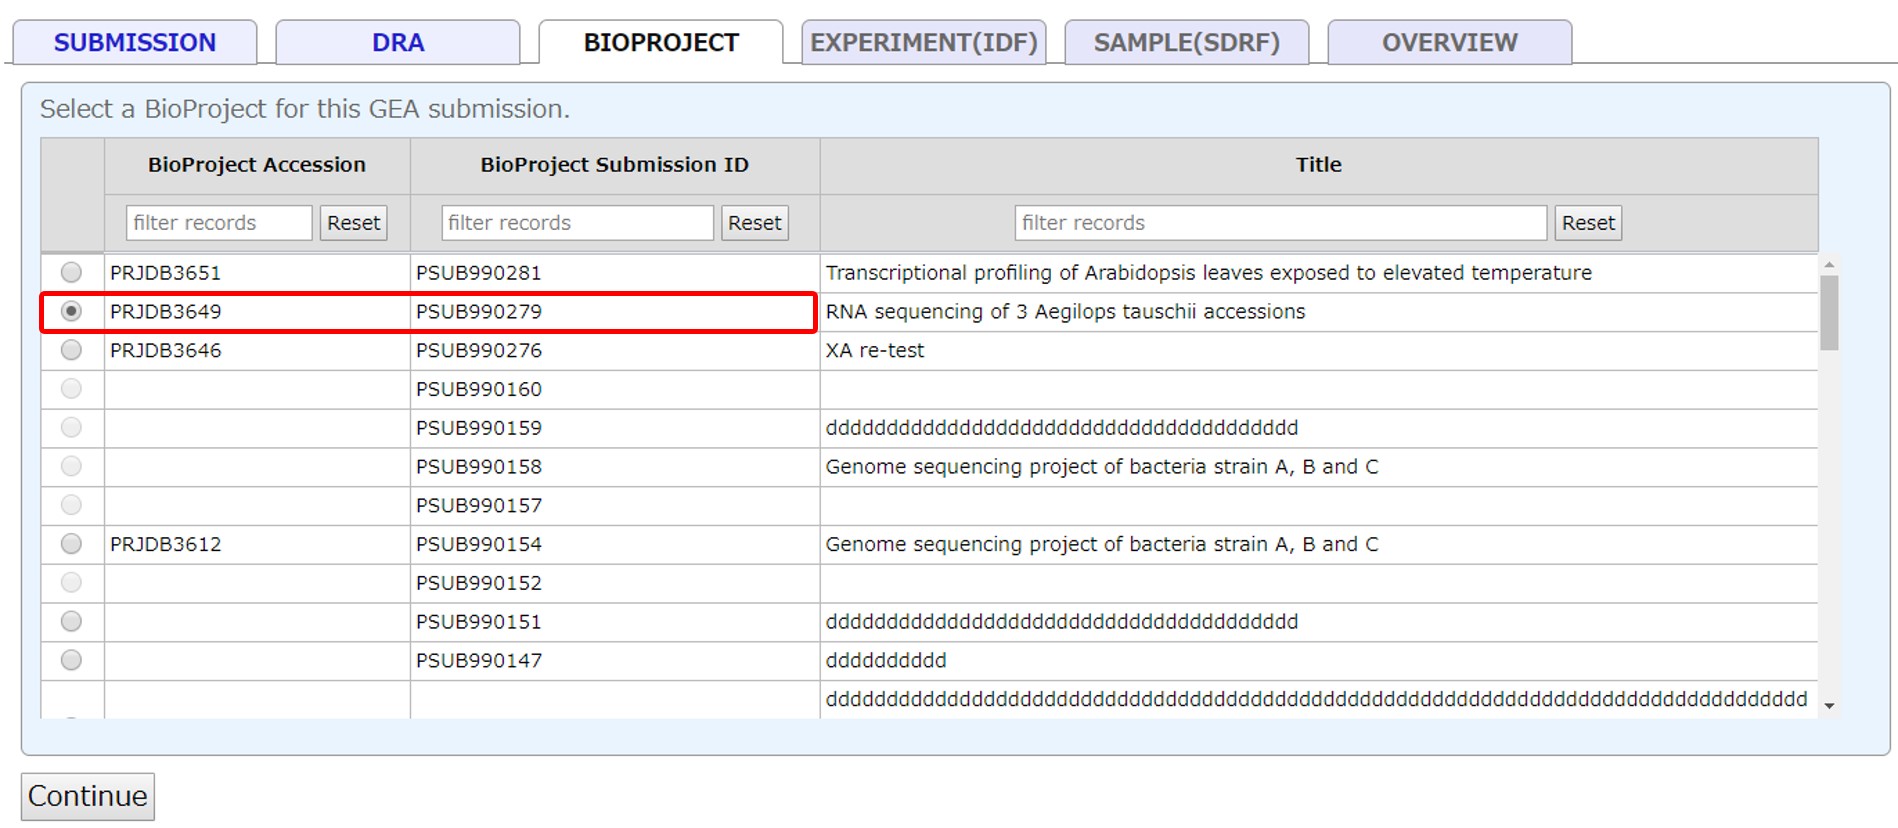 SUBMISSION DRA BIOPROJECT EXPERIMENT(IDF) SAMPLE(SDRF) OVERVIEW
Select a BioProject for this GEA submission.
BioProject Accession BioProject Submission ID Title
filter records Reset filter records Reset filter records Reset
PRJDB3651 PSUB990281 Transcriptional profiling of Arabidopsis leaves exposed to elevated temperature
PRJDB3649 PSUB990279 RNA sequencing of 3 Aegilops tauschii accessions
PRJDB3646 PSUB990276 XA re-test
PSUB990160
PSUB990159 ddddddddddddddddddddddddddddddddddddddd
PSUB990158 Genome sequencing project of bacteria strain A, B and C
PSUB990157
PRJDB3612 PSUB990154 Genome sequencing project of bacteria strain A, B and C
PSUB990152
PSUB990151 ddddddddddddddddddddddddddddddddddddddd
PSUB990147 dddddddddd
ddddddddddddddddddddddddddddddddddddddddddddddddddddddddddddddddddddddddddddddddd
Continue